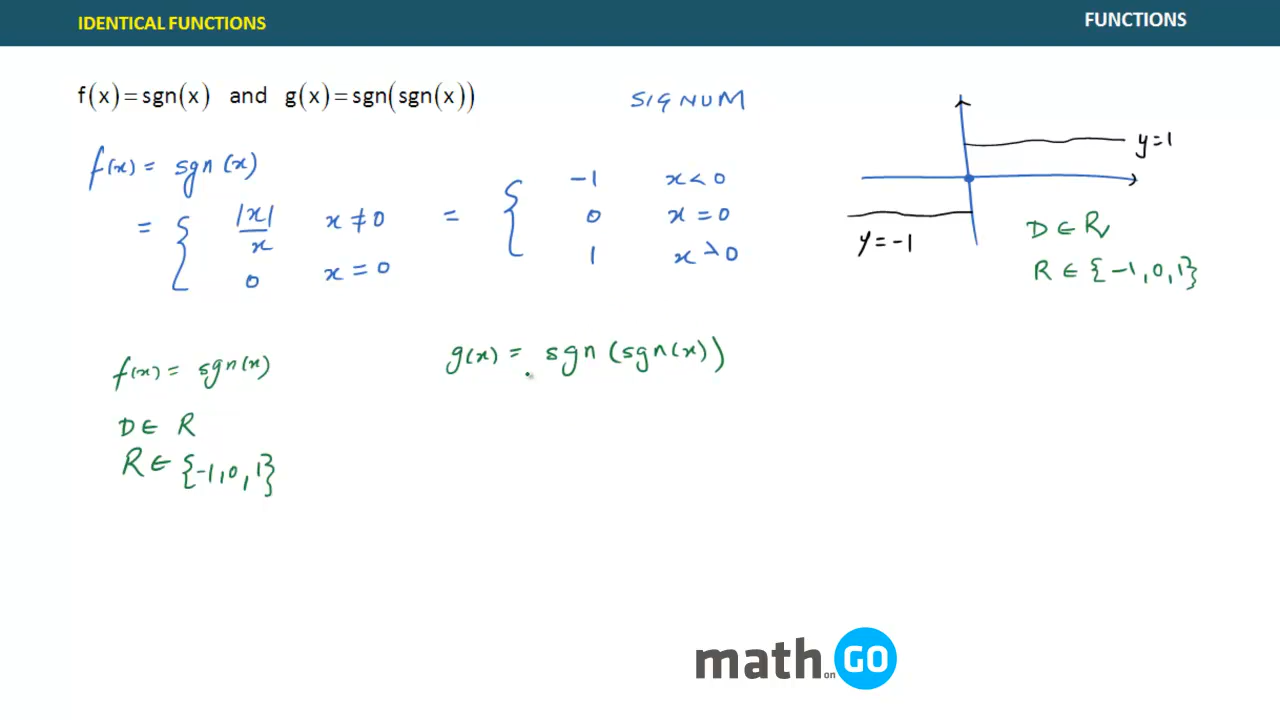 IDENTICAL FUNCTIONS
FUNCTIONS
f(x)=sgn(x) and g(x)=sgn(sgn(x))
SIGNUM
f(x) = sgn (x)
= { |x|/x x ≠ 0
0 x = 0
= { -1 x < 0
0 x = 0
1 x > 0
y=1
y = -1
D ∈ R
R ∈ {-1, 0, 1}
f(x) = sgn(x)
D ∈ R
R ∈ {-1, 0, 1}
g(x) = sgn (sgn(x))
math on GO